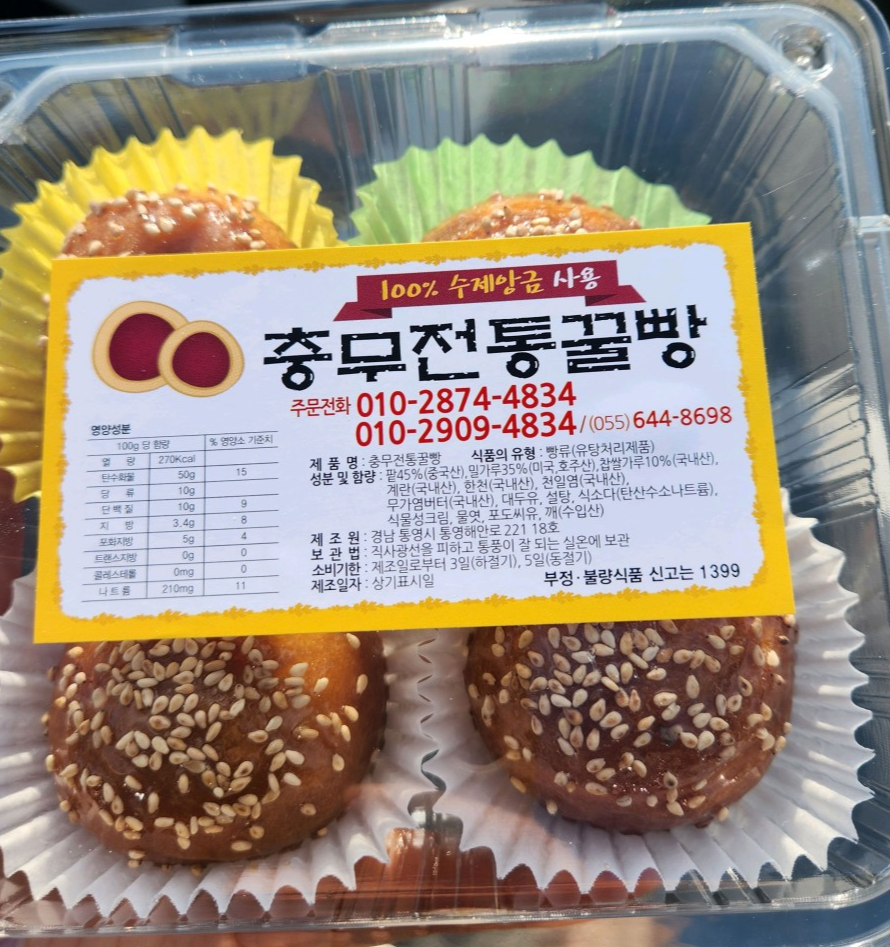 100% 수제앙금 사용
충무전통꿀빵
주문전화 010-2874-4834
010-2909-4834 / (055) 644-8698
영양성분
100g 당 함량 % 영양소 기준치
열 량 270Kcal
탄수화물 50g 15
당 류 10g
단 백 질 10g 9
지 방 3.4g 8
포화지방 5g 4
트랜스지방 0g 0
콜레스테롤 0mg 0
나 트 륨 210mg 11
제 품 명 : 충무전통꿀빵 식품의 유형 : 빵류(유탕처리제품)
성분 및 함량 : 팥45%(중국산),밀가루35%(미국,호주산),찹쌀가루10%(국내산),
계란(국내산), 한천(국내산), 천일염(국내산),
무가염버터(국내산), 대두유, 설탕, 식소다(탄산수소나트륨),
식물성크림, 물엿, 포도씨유, 깨(수입산)
제 조 원 : 경남 통영시 통영해안로 221 18호
보 관 법 : 직사광선을 피하고 통풍이 잘 되는 실온에 보관
소비기한 : 제조일로부터 3일(하절기), 5일(동절기)
제조일자 : 상기표시일
부정·불량식품 신고는 1399